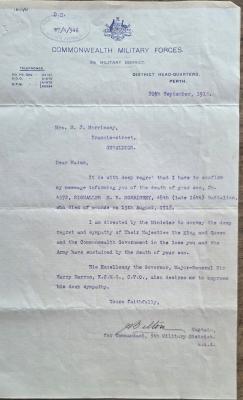 D.O.
COMMONWEALTH MILITARY FORCES.
5th MILITARY DISTRICT.
TELEPHONES.
DISTRICT HEAD-QUARTERS,
PERTH.
September, 1918.
Mrs. M. J. Morrissey,
Francis-street,
GERALDTON.
Dear Madam,
It is with deep regret that I have to confirm
my message informing you of the death of your son, No.
SIGNALLER MORRISSEY, 48th (late 16th) Battalion,
who died of wounds on 15th August, 1918.
I am directed by the Minister to convey the deep
regret and sympathy of Their Majesties the King and Queen
and the Commonwealth Government in the loss you and the
Army have sustained by the death of your son.
His Excellency the Governor, Major-General Sir
Harry Barron, K.C.M.G., C.V.O., also desires me to express
his deep sympathy.
Yours faithfully,
Captain,
for Commandant, 5th Military District.